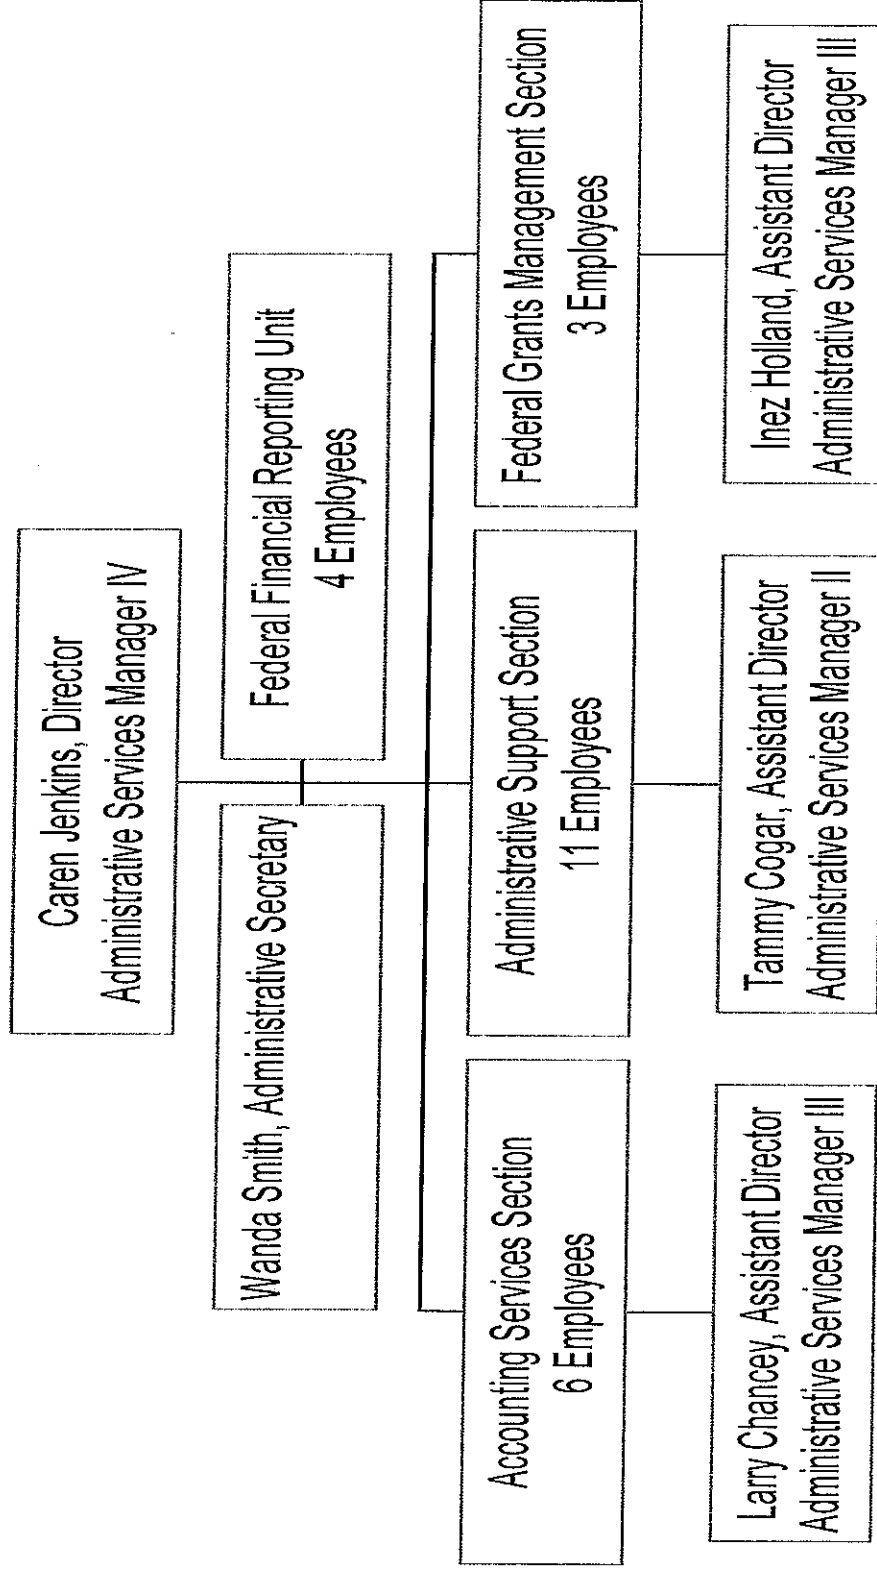 Caren Jenkins, Director
Administrative Services Manager IV
Wanda Smith, Administrative Secretary
Federal Financial Reporting Unit
4 Employees
Accounting Services Section
6 Employees
Administrative Support Section
11 Employees
Federal Grants Management Section
3 Employees
Larry Chancey, Assistant Director
Administrative Services Manager III
Tammy Cogar, Assistant Director
Administrative Services Manager II
Inez Holland, Assistant Director
Administrative Services Manager III